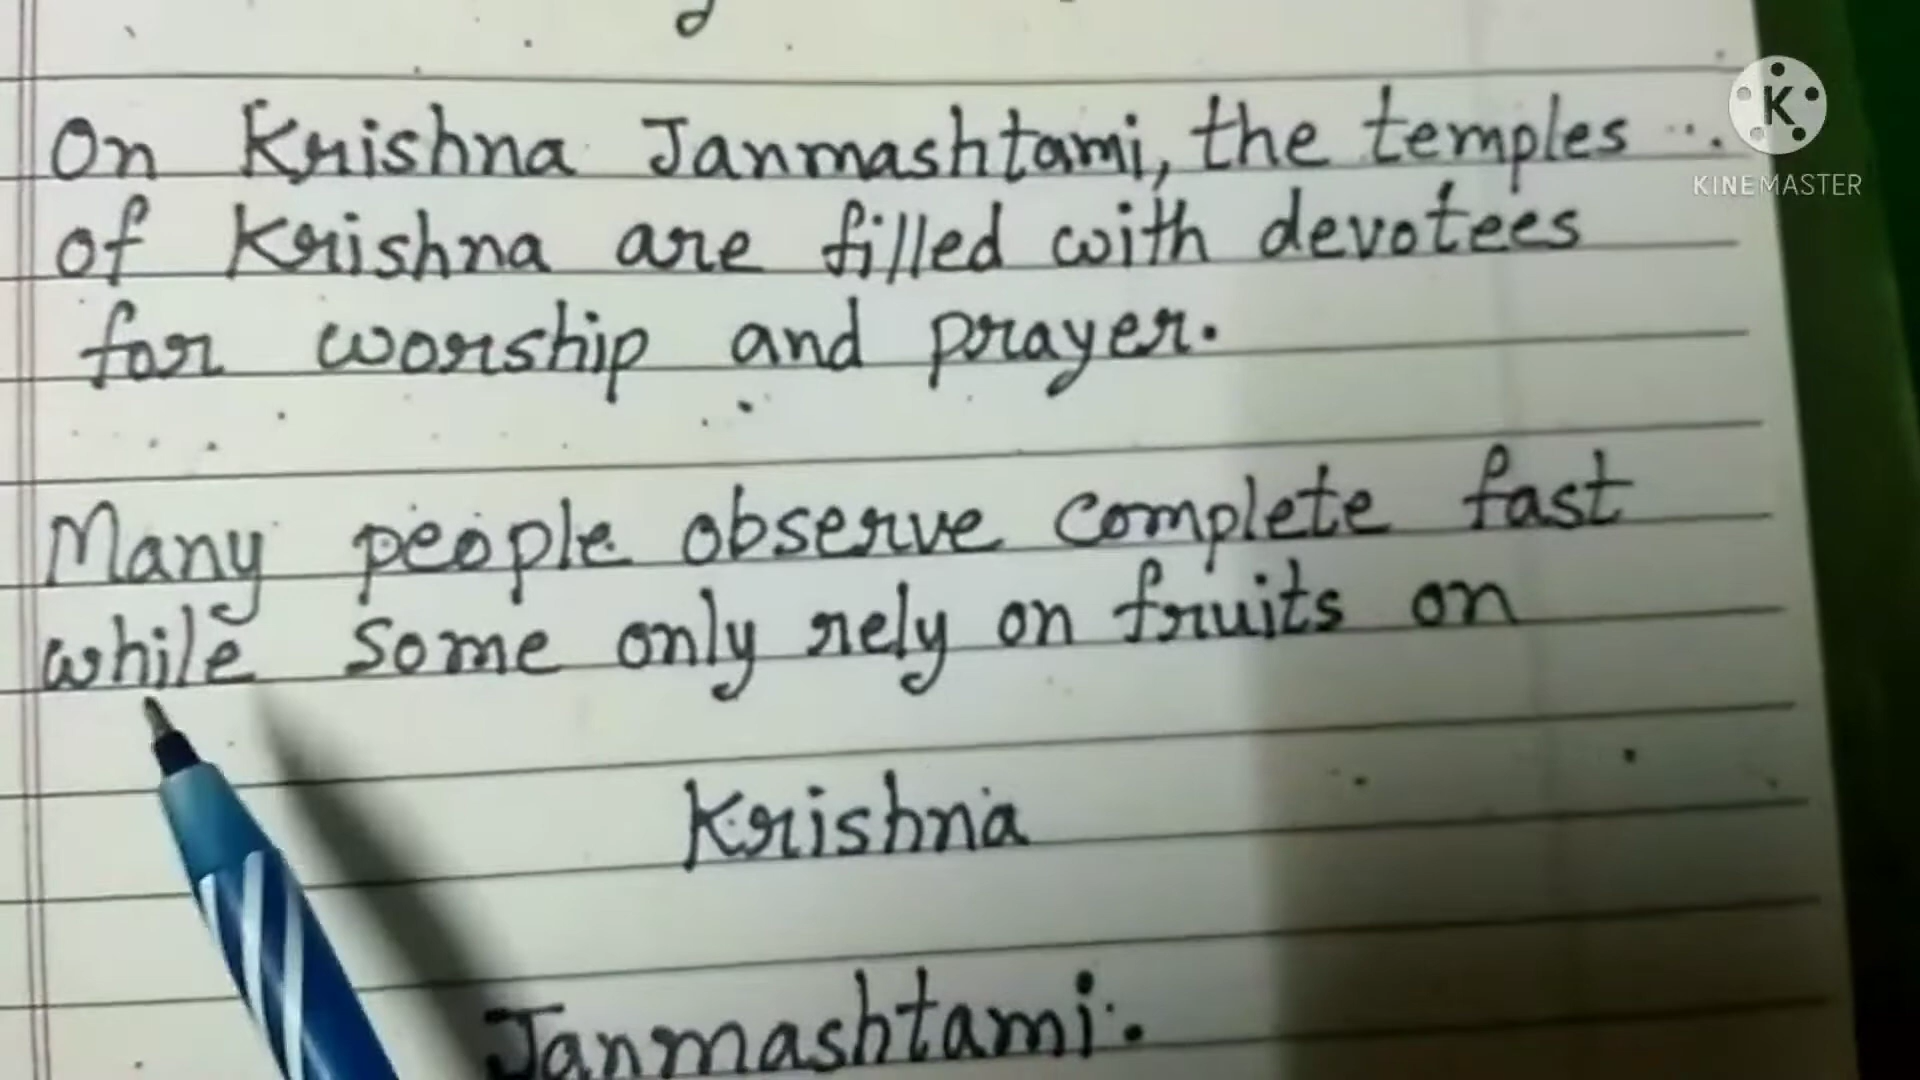 On Krishna Janmashtami, the temples
of Krishna are filled with devotees
for worship and prayer.
Many people observe complete fast
while some only rely on fruits on
Krishna
Janmashtami.
K
KINEMASTER